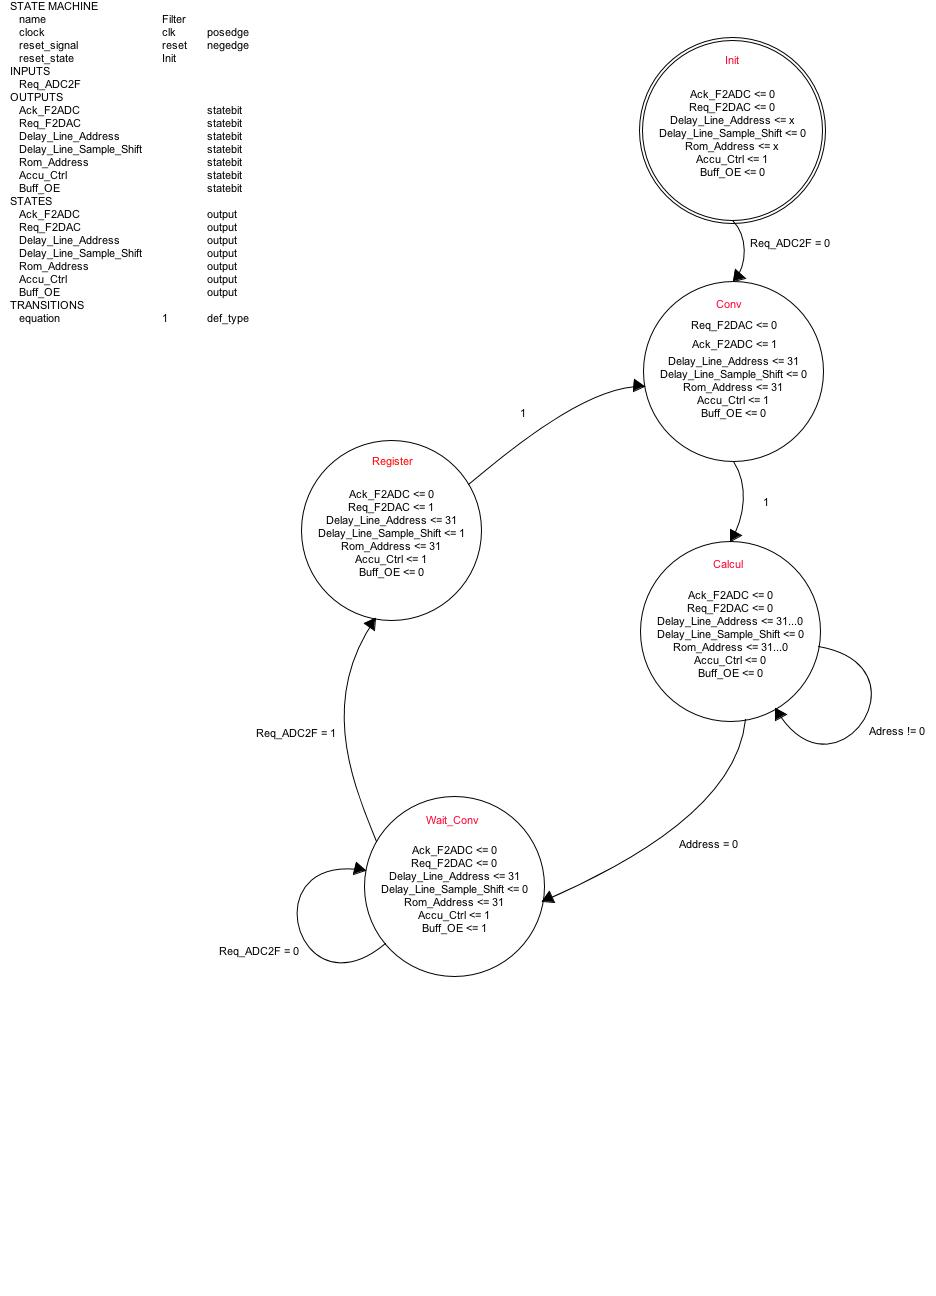 STATE MACHINE
name Filter
clock clk posedge
reset_signal reset negedge
reset_state Init
INPUTS
Req_ADC2F
OUTPUTS
Ack_F2ADC statebit
Req_F2DAC statebit
Delay_Line_Address statebit
Delay_Line_Sample_Shift statebit
Rom_Address statebit
Accu_Ctrl statebit
Buff_OE statebit
STATES
Ack_F2ADC output
Req_F2DAC output
Delay_Line_Address output
Delay_Line_Sample_Shift output
Rom_Address output
Accu_Ctrl output
Buff_OE output
TRANSITIONS
equation 1 def_type
Init
Ack_F2ADC <= 0
Req_F2DAC <= 0
Delay_Line_Address <= x
Delay_Line_Sample_Shift <= 0
Rom_Address <= x
Accu_Ctrl <= 1
Buff_OE <= 0
Req_ADC2F = 0
Conv
Req_F2DAC <= 0
Ack_F2ADC <= 1
Delay_Line_Address <= 31
Delay_Line_Sample_Shift <= 0
Rom_Address <= 31
Accu_Ctrl <= 1
Buff_OE <= 0
1
Register
Ack_F2ADC <= 0
Req_F2DAC <= 1
Delay_Line_Address <= 31
Delay_Line_Sample_Shift <= 1
Rom_Address <= 31
Accu_Ctrl <= 1
Buff_OE <= 0
1
Calcul
Ack_F2ADC <= 0
Req_F2DAC <= 0
Delay_Line_Address <= 31...0
Delay_Line_Sample_Shift <= 0
Rom_Address <= 31...0
Accu_Ctrl <= 0
Buff_OE <= 0
Adress != 0
Req_ADC2F = 1
Address = 0
Wait_Conv
Ack_F2ADC <= 0
Req_F2DAC <= 0
Delay_Line_Address <= 31
Delay_Line_Sample_Shift <= 0
Rom_Address <= 31
Accu_Ctrl <= 1
Buff_OE <= 1
Req_ADC2F = 0